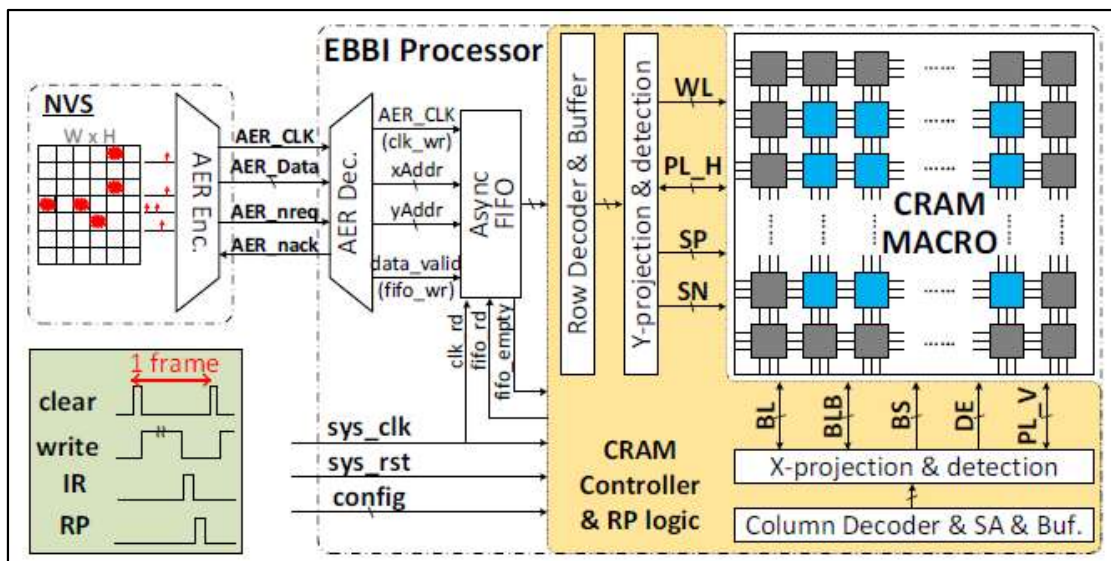 EBBI Processor
NVS
W x H
AER Enc.
AER_CLK
AER_Data
AER_nreq
AER_nack
AER Dec.
AER_CLK
(clk_wr)
xAddr
yAddr
data_valid
(fifo_wr)
Async
FIFO
clk_rd
fifo_rd
fifo_empty
Row Decoder & Buffer
Y-projection & detection
WL
PL_H
SP
SN
CRAM
MACRO
BL
BLB
BS
DE
PL_V
X-projection & detection
Column Decoder & SA & Buf.
CRAM
Controller
& RP logic
sys_clk
sys_rst
config
1 frame
clear
write
IR
RP